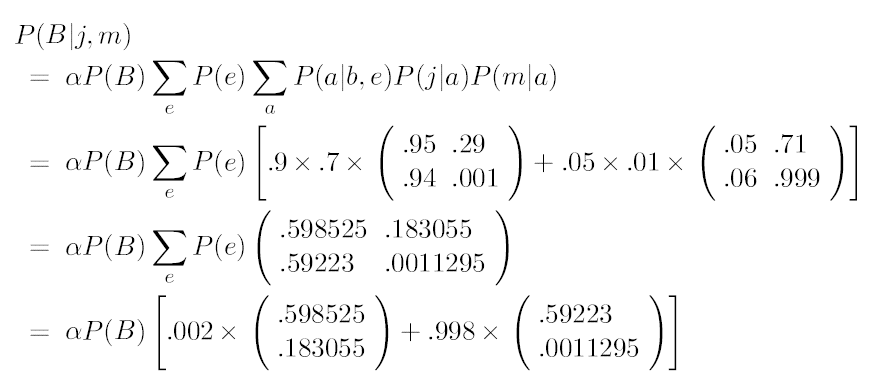 P(B|j, m)
= αP(B) ∑_e P(e) ∑_a P(a|b, e)P(j|a)P(m|a)
= αP(B) ∑_e P(e) [ .9 × .7 × ( .95 .29 ; .94 .001 ) + .05 × .01 × ( .05 .71 ; .06 .999 ) ]
= αP(B) ∑_e P(e) ( .598525 .183055 ; .59223 .0011295 )
= αP(B) [ .002 × ( .598525 ; .183055 ) + .998 × ( .59223 ; .0011295 ) ]